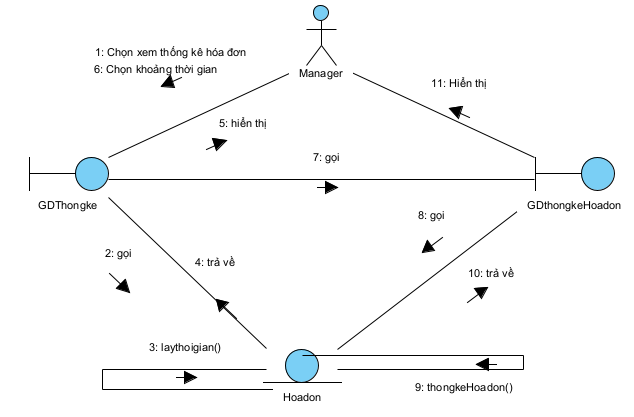 1: Chọn xem thống kê hóa đơn
6: Chọn khoảng thời gian
Manager
11: Hiển thị
5: hiển thị
7: gọi
GDThongke
GDthongkeHoadon
8: gọi
2: gọi
4: trả về
10: trả về
3: laythoigian()
9: thongkeHoadon()
Hoadon